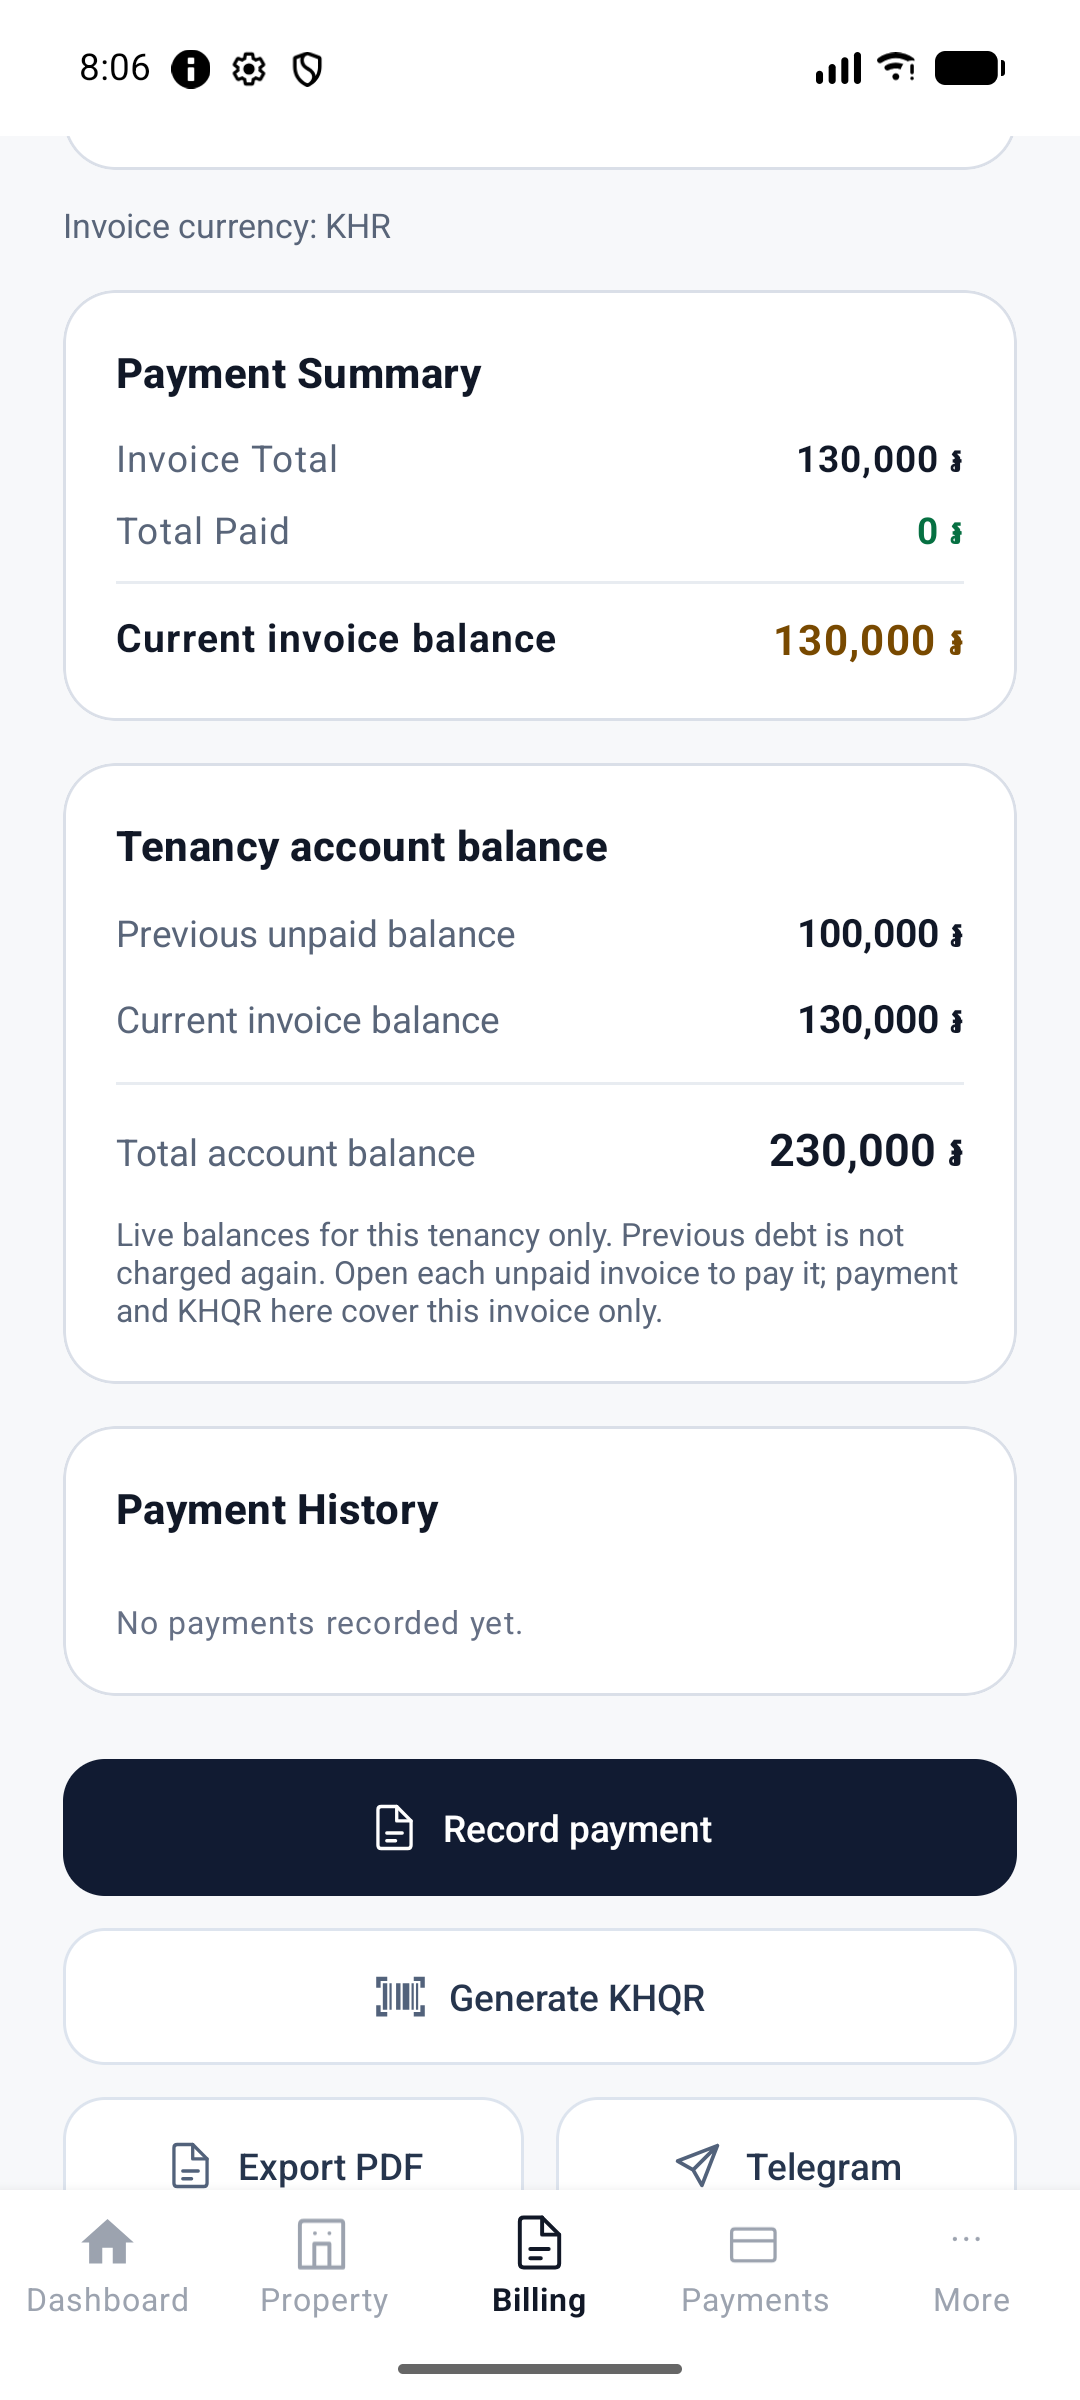 8:06
Invoice currency: KHR
Payment Summary
Invoice Total 130,000 ៛
Total Paid 0 ៛
Current invoice balance 130,000 ៛
Tenancy account balance
Previous unpaid balance 100,000 ៛
Current invoice balance 130,000 ៛
Total account balance 230,000 ៛
Live balances for this tenancy only. Previous debt is not
charged again. Open each unpaid invoice to pay it; payment
and KHQR here cover this invoice only.
Payment History
No payments recorded yet.
Record payment
Generate KHQR
Export PDF Telegram
Dashboard Property Billing Payments More